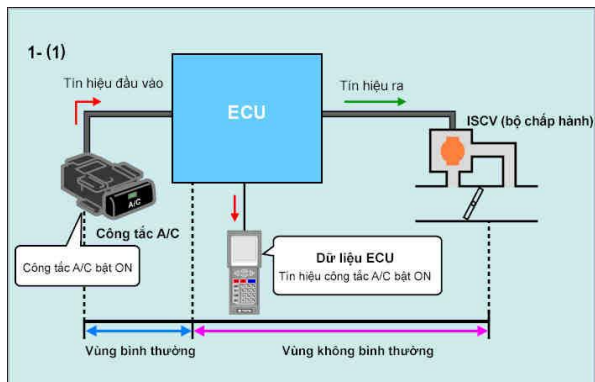 1- (1)
Tín hiệu đầu vào
ECU
Tín hiệu ra
ISCV (bộ chấp hành)
A/C
Công tắc A/C
Công tắc A/C bật ON
Dữ liệu ECU
Tín hiệu công tắc A/C bật ON
Vùng bình thường
Vùng không bình thường